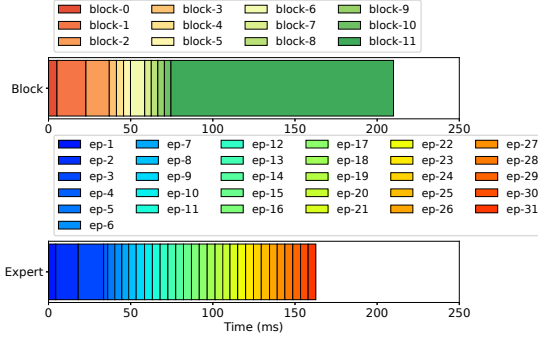 block-0 block-3 block-6 block-9
block-1 block-4 block-7 block-10
block-2 block-5 block-8 block-11
Block
0 50 100 150 200 250
ep-1 ep-7 ep-12 ep-17 ep-22 ep-27
ep-2 ep-8 ep-13 ep-18 ep-23 ep-28
ep-3 ep-9 ep-14 ep-19 ep-24 ep-29
ep-4 ep-10 ep-15 ep-20 ep-25 ep-30
ep-5 ep-11 ep-16 ep-21 ep-26 ep-31
ep-6
Expert
0 50 100 150 200 250
Time (ms)